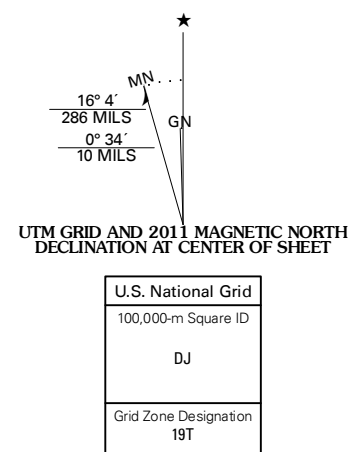 ★
MN
GN
16° 4´
286 MILS
0° 34´
10 MILS
UTM GRID AND 2011 MAGNETIC NORTH
DECLINATION AT CENTER OF SHEET
U.S. National Grid
100,000-m Square ID
DJ
Grid Zone Designation
19T